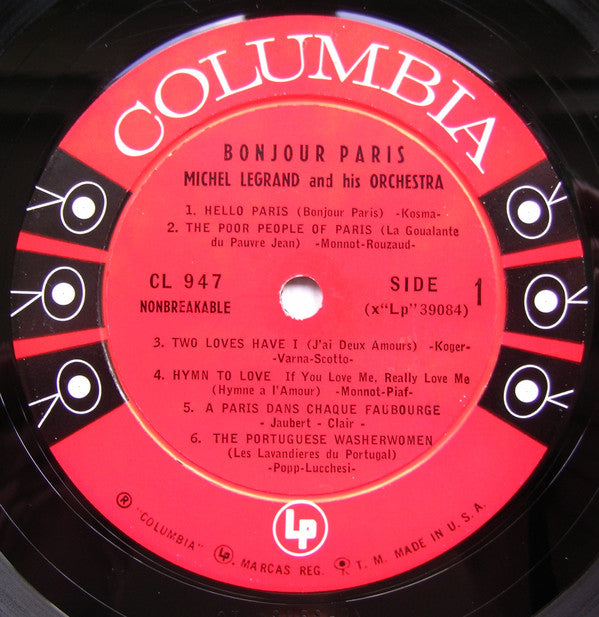 COLUMBIA
BONJOUR PARIS
MICHEL LEGRAND and his ORCHESTRA
1. HELLO PARIS (Bonjour Paris) -Kosma-
2. THE POOR PEOPLE OF PARIS (La Goualante
du Pauvre Jean) -Monnot-Rouzaud-
CL 947
NONBREAKABLE
SIDE 1
(x"Lp"39084)
3. TWO LOVES HAVE I (J'ai Deux Amours) -Koger-
-Varna-Scotto-
4. HYMN TO LOVE If You Love Me, Really Love Me
(Hymne a l'Amour) -Monnot-Piaf-
5. A PARIS DANS CHAQUE FAUBOURGE -
- Jaubert - Clair -
6. THE PORTUGUESE WASHERWOMEN
(Les Lavandieres du Portugal)
-Popp-Lucchesi-
Lp
® "COLUMBIA" Lp. MARCAS REG. T. M. MADE IN U. S. A.